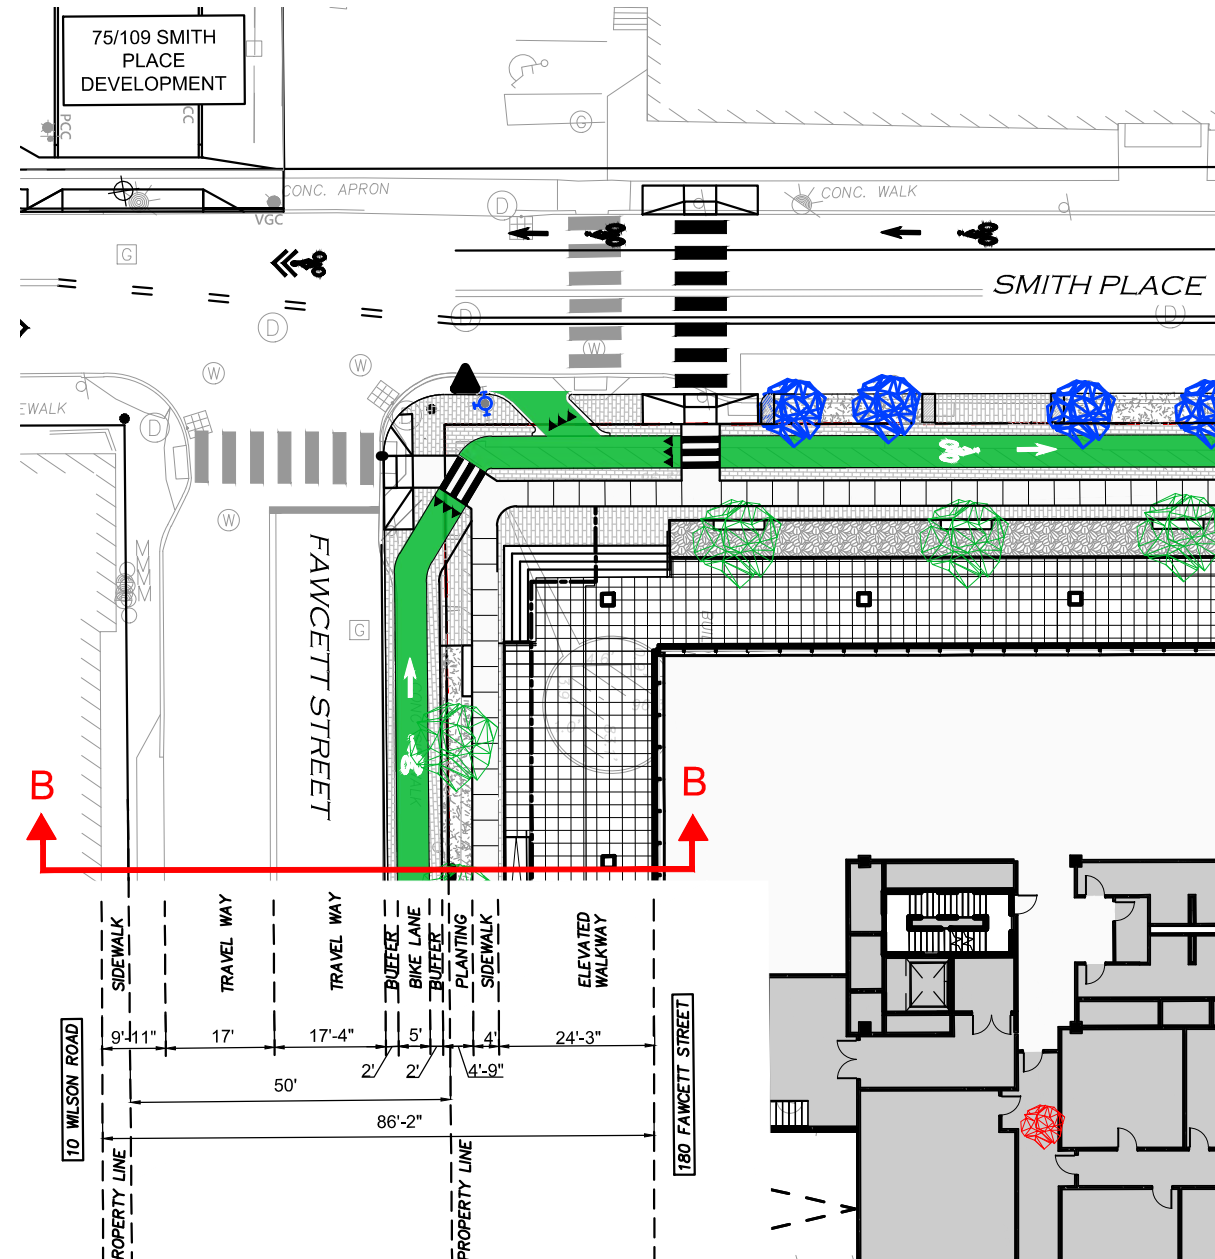 75/109 SMITH
PLACE
DEVELOPMENT
PCC
CC
G
CONC. APRON
VGC
D
CONC. WALK
G
SMITH PLACE
D
D
D
W
W
W
EWALK
D
W
M
M
M
M
G
FAWCETT STREET
B
B
SIDEWALK
TRAVEL WAY
TRAVEL WAY
BUFFER
BIKE LANE
BUFFER
PLANTING
SIDEWALK
ELEVATED
WALKWAY
10 WILSON ROAD
9'-11"
17'
17'-4"
5'
4'
24'-3"
2'
2'
4'-9"
50'
86'-2"
180 FAWCETT STREET
ROPERTY LINE
PROPERTY LINE